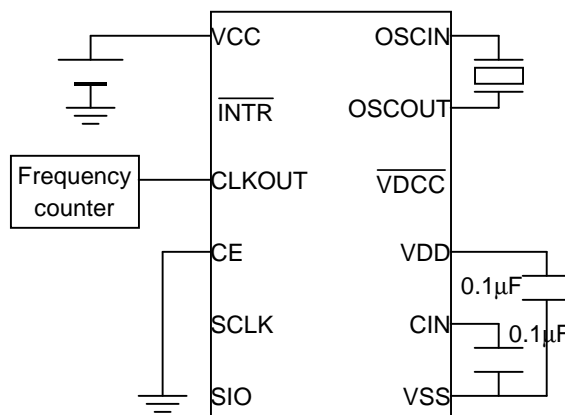 VCC OSCIN
INTR OSCOUT
Frequency
counter
CLKOUT VDCC
CE VDD
0.1μF
SCLK CIN
0.1μF
SIO VSS